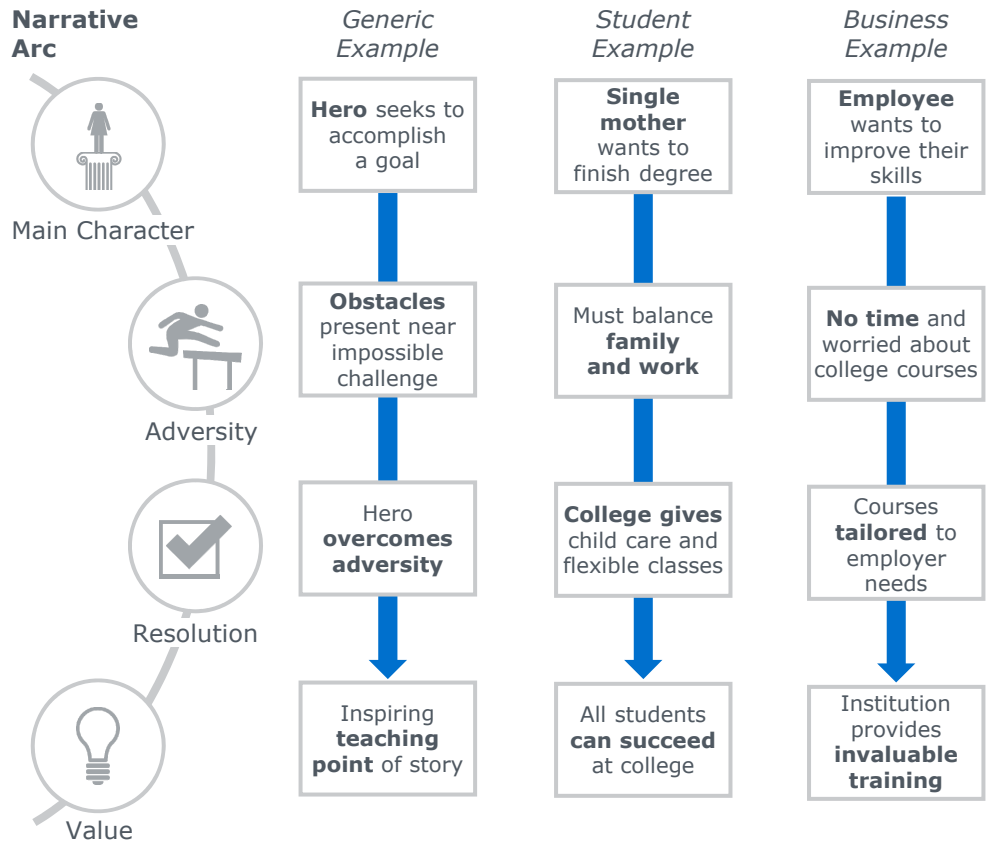 Narrative
Arc
Generic
Example
Student
Example
Business
Example
Main Character
Hero seeks to
accomplish
a goal
Single
mother
wants to
finish degree
Employee
wants to
improve their
skills
Adversity
Obstacles
present near
impossible
challenge
Must balance
family
and work
No time and
worried about
college courses
Resolution
Hero
overcomes
adversity
College gives
child care and
flexible classes
Courses
tailored to
employer
needs
Value
Inspiring
teaching
point of story
All students
can succeed
at college
Institution
provides
invaluable
training